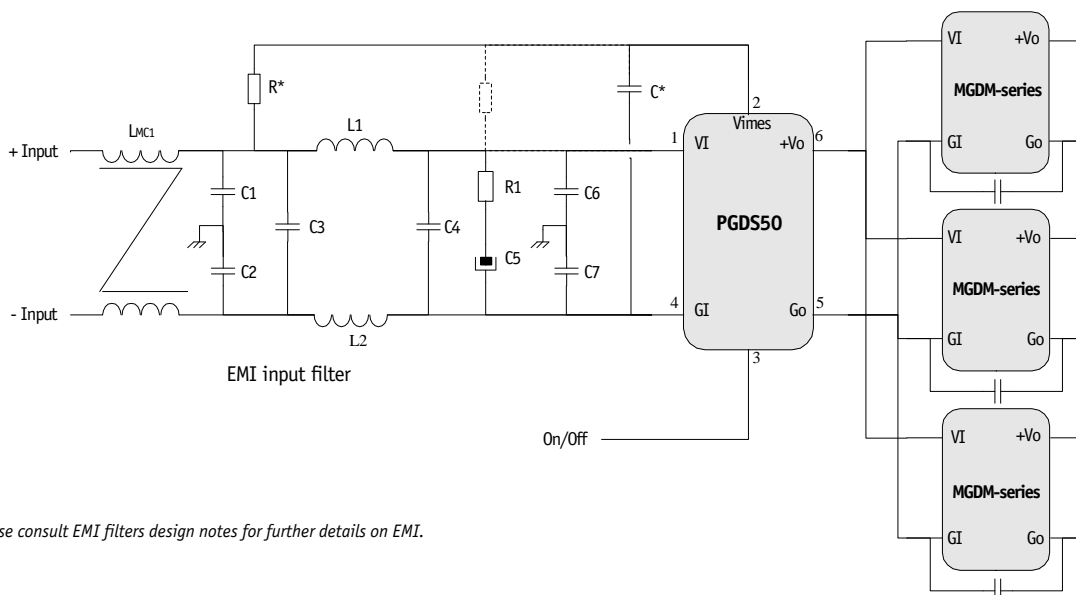 VI
+Vo
MGDM-series
GI
Go
R*
C*
2
Vimes
LMC1
L1
+ Input
1
VI
+Vo
6
C1
R1
C6
C3
C4
PGDS50
VI
+Vo
MGDM-series
GI
Go
C2
C5
C7
- Input
4
GI
Go
5
L2
3
EMI input filter
On/Off
VI
+Vo
MGDM-series
GI
Go
se consult EMI filters design notes for further details on EMI.